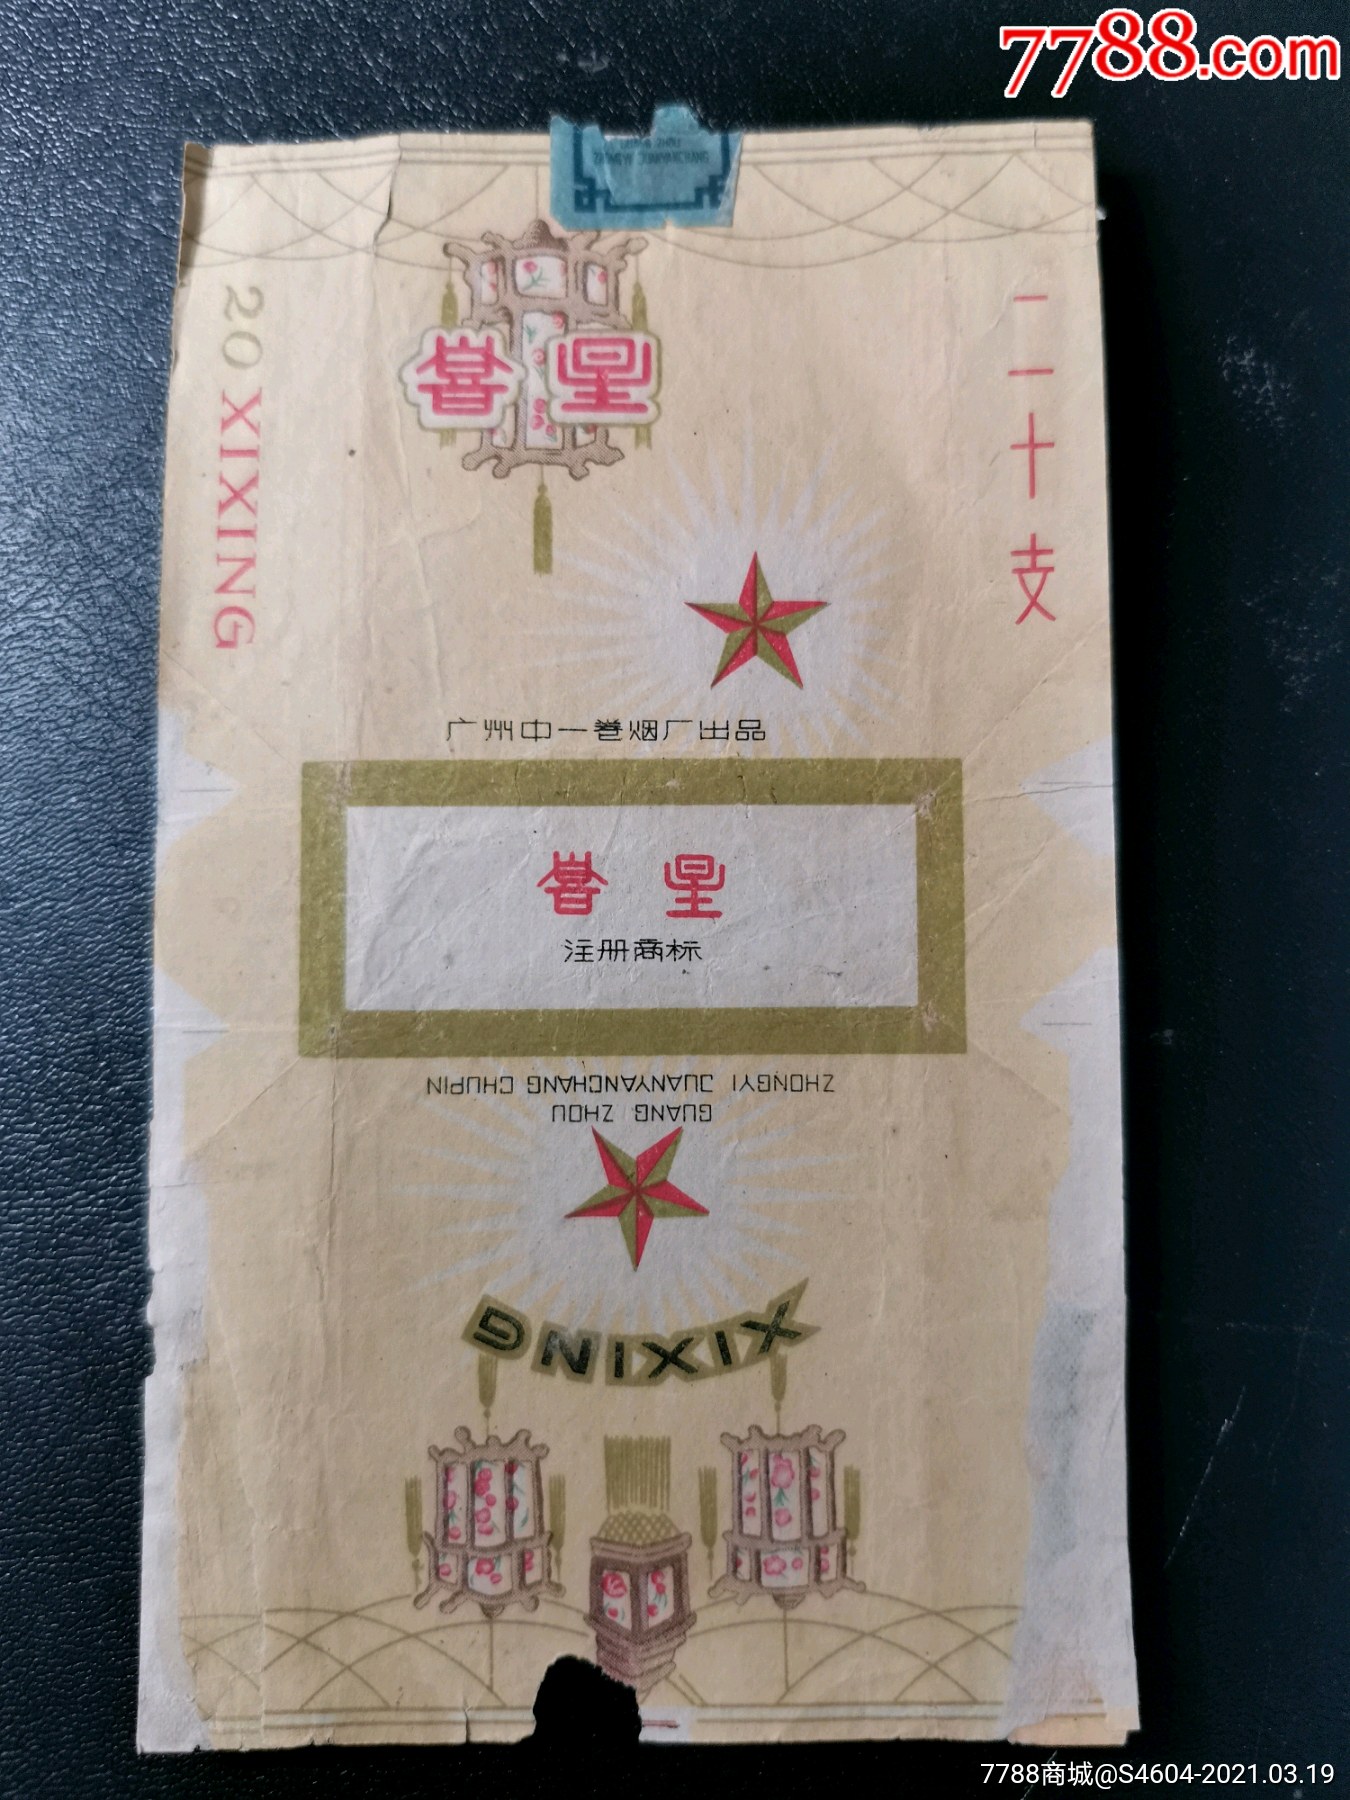 7788.com
ZHONGYI JUANYANCHANG
20 XIXING
二十支
喜星
广州中一卷烟厂出品
喜星
注册商标
GUANG ZHOU
ZHONGYI JUANYANCHANG CHUPIN
XIXING
7788商城@S4604-2021.03.19